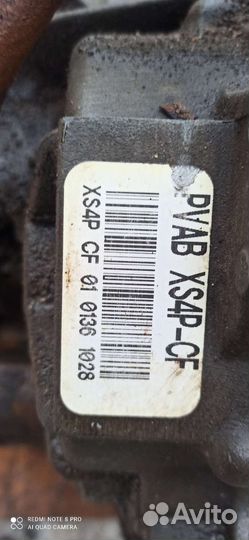 PVAB XS4P-CF
XS4P CF 01 0136 1028
REDMI NOTE 8 PRO
AI QUAD CAMERA
Avito